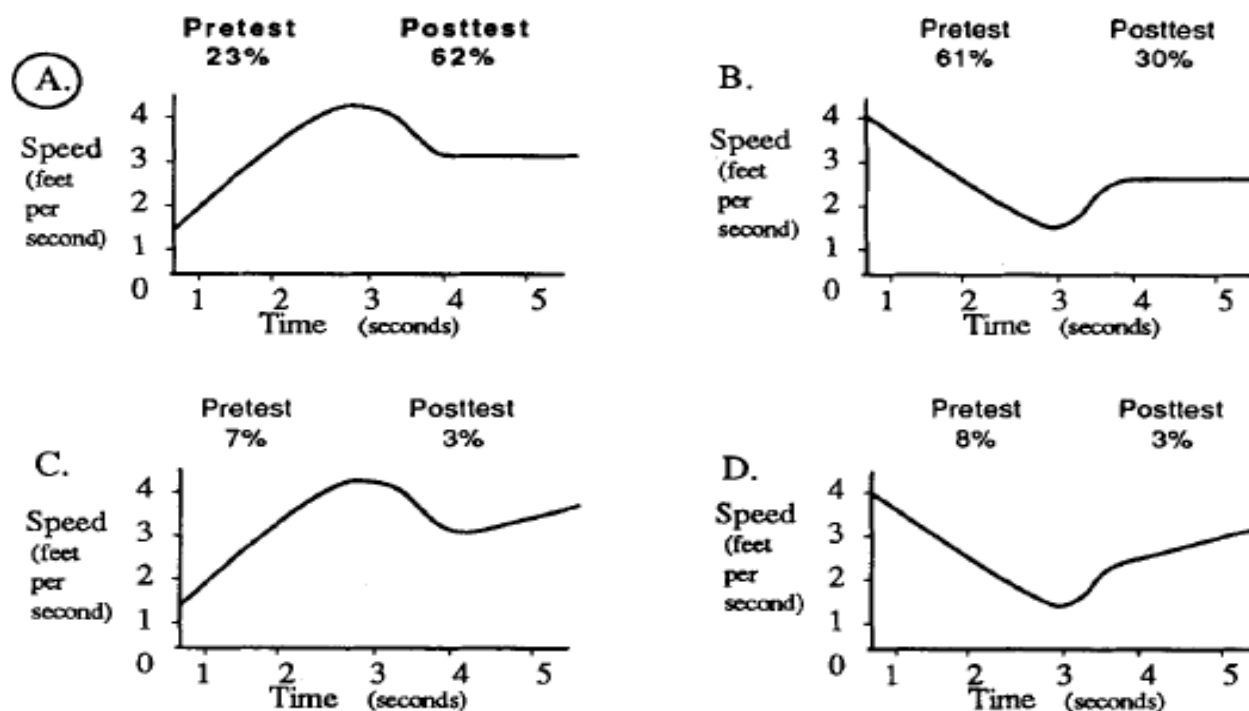 Pretest Posttest
23% 62%
A.
Speed
(feet
per
second)
4
3
2
1
0
1 2 3 4 5
Time (seconds)
Pretest Posttest
61% 30%
B.
Speed
(feet
per
second)
4
3
2
1
0
1 2 3 4 5
Time (seconds)
Pretest Posttest
7% 3%
C.
Speed
(feet
per
second)
4
3
2
1
0
1 2 3 4 5
Time (seconds)
Pretest Posttest
8% 3%
D.
Speed
(feet
per
second)
4
3
2
1
0
1 2 3 4 5
Time (seconds)